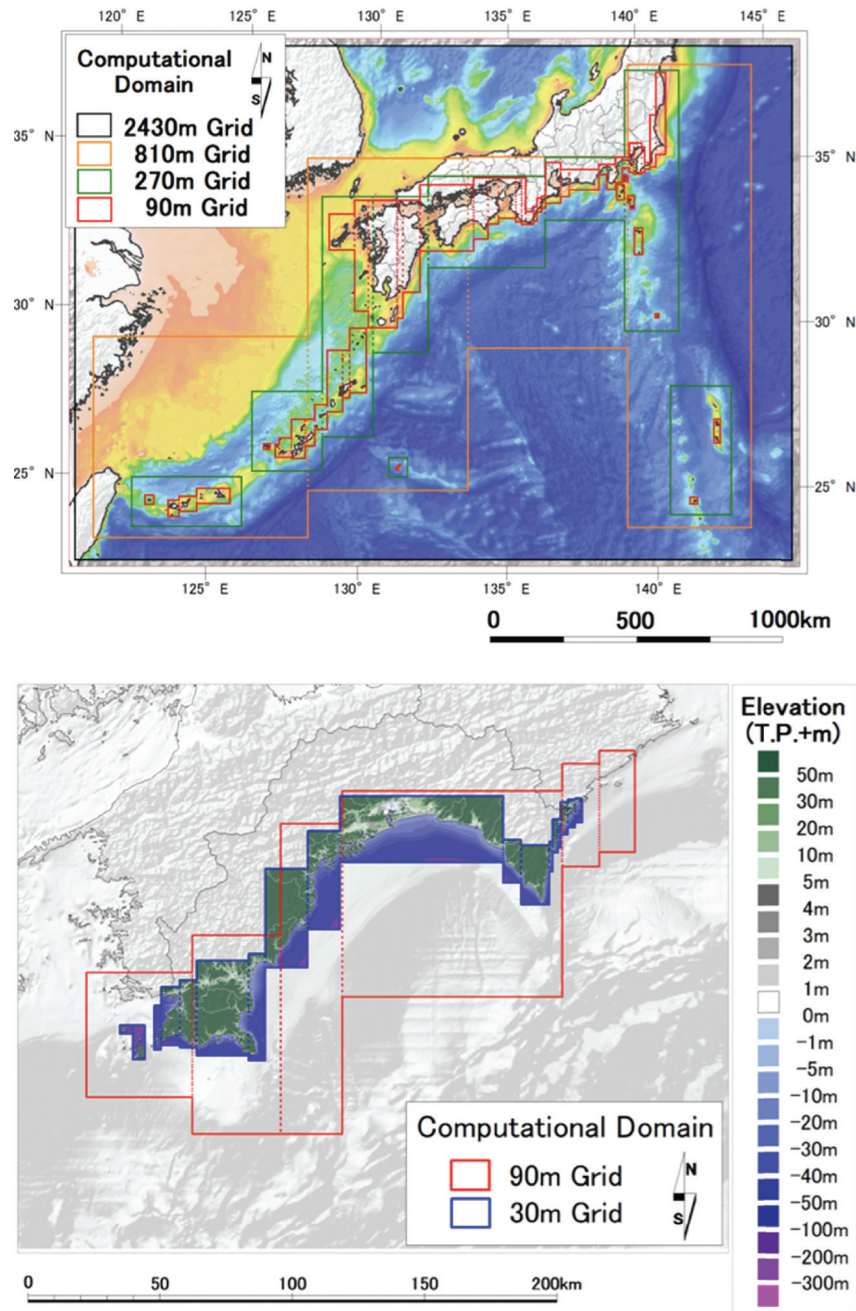 120° E 125° E 130° E 135° E 140° E 145° E
Computational
Domain
N
S
2430m Grid
810m Grid
270m Grid
90m Grid
35° N
30° N
25° N
35° N
30° N
25° N
125° E 130° E 135° E 140° E
0 500 1000km
Elevation
(T.P.+m)
50m
30m
20m
10m
5m
4m
3m
2m
1m
0m
-1m
-5m
-10m
-20m
-30m
-40m
-50m
-100m
-200m
-300m
Computational Domain
90m Grid
30m Grid
N
S
0 50 100 150 200km